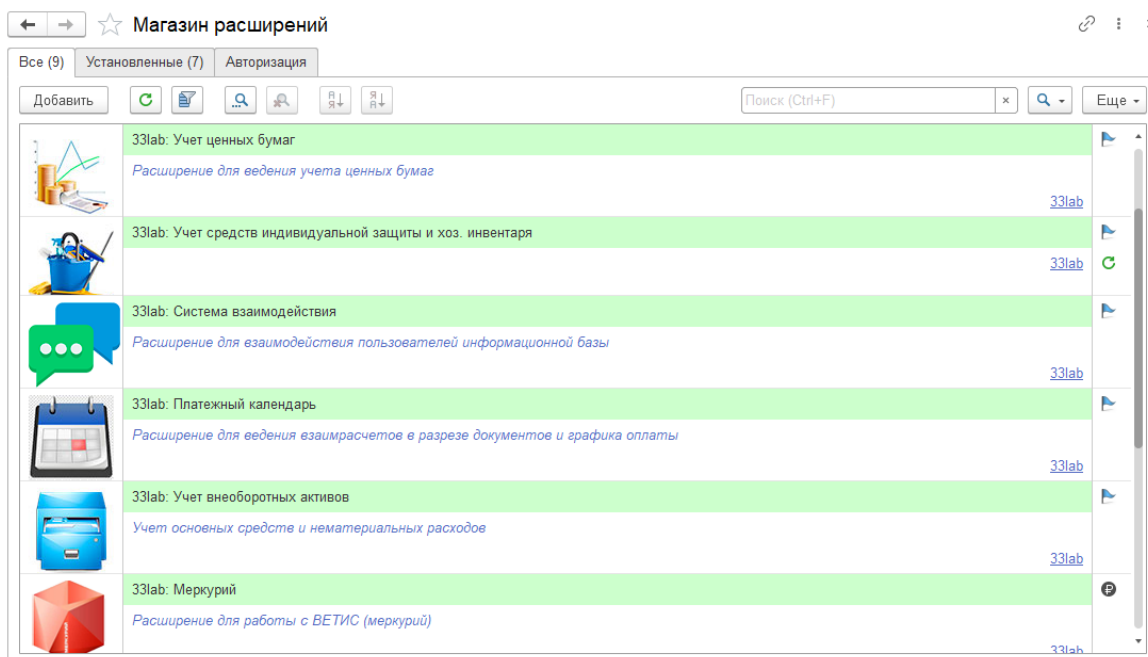 Магазин расширений
Все (9) Установленные (7) Авторизация
Добавить Поиск (Ctrl+F) Еще
33lab: Учет ценных бумаг
Расширение для ведения учета ценных бумаг
33lab
33lab: Учет средств индивидуальной защиты и хоз. инвентаря
33lab
33lab: Система взаимодействия
Расширение для взаимодействия пользователей информационной базы
33lab
33lab: Платежный календарь
Расширение для ведения взаимрасчетов в разрезе документов и графика оплаты
33lab
33lab: Учет внеоборотных активов
Учет основных средств и нематериальных расходов
33lab
33lab: Меркурий
Расширение для работы с ВЕТИС (меркурий)
33lab